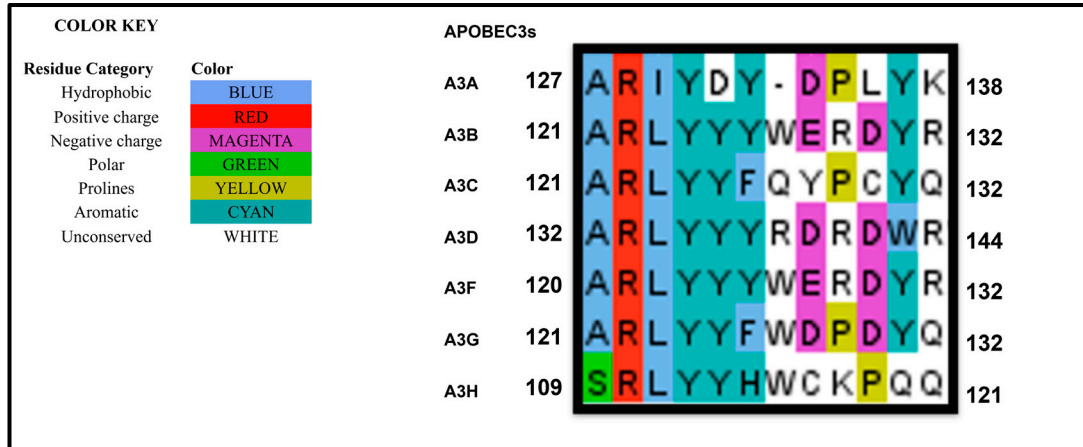 COLOR KEY
Residue Category Color
Hydrophobic BLUE
Positive charge RED
Negative charge MAGENTA
Polar GREEN
Prolines YELLOW
Aromatic CYAN
Unconserved WHITE
APOBEC3s
A3A 127 A R I Y D Y - D P L Y K 138
A3B 121 A R L Y Y Y W E R D Y R 132
A3C 121 A R L Y Y F Q Y P C Y Q 132
A3D 132 A R L Y Y Y R D R D W R 144
A3F 120 A R L Y Y Y W E R D Y R 132
A3G 121 A R L Y Y F W D P D Y Q 132
A3H 109 S R L Y Y H W C K P Q Q 121